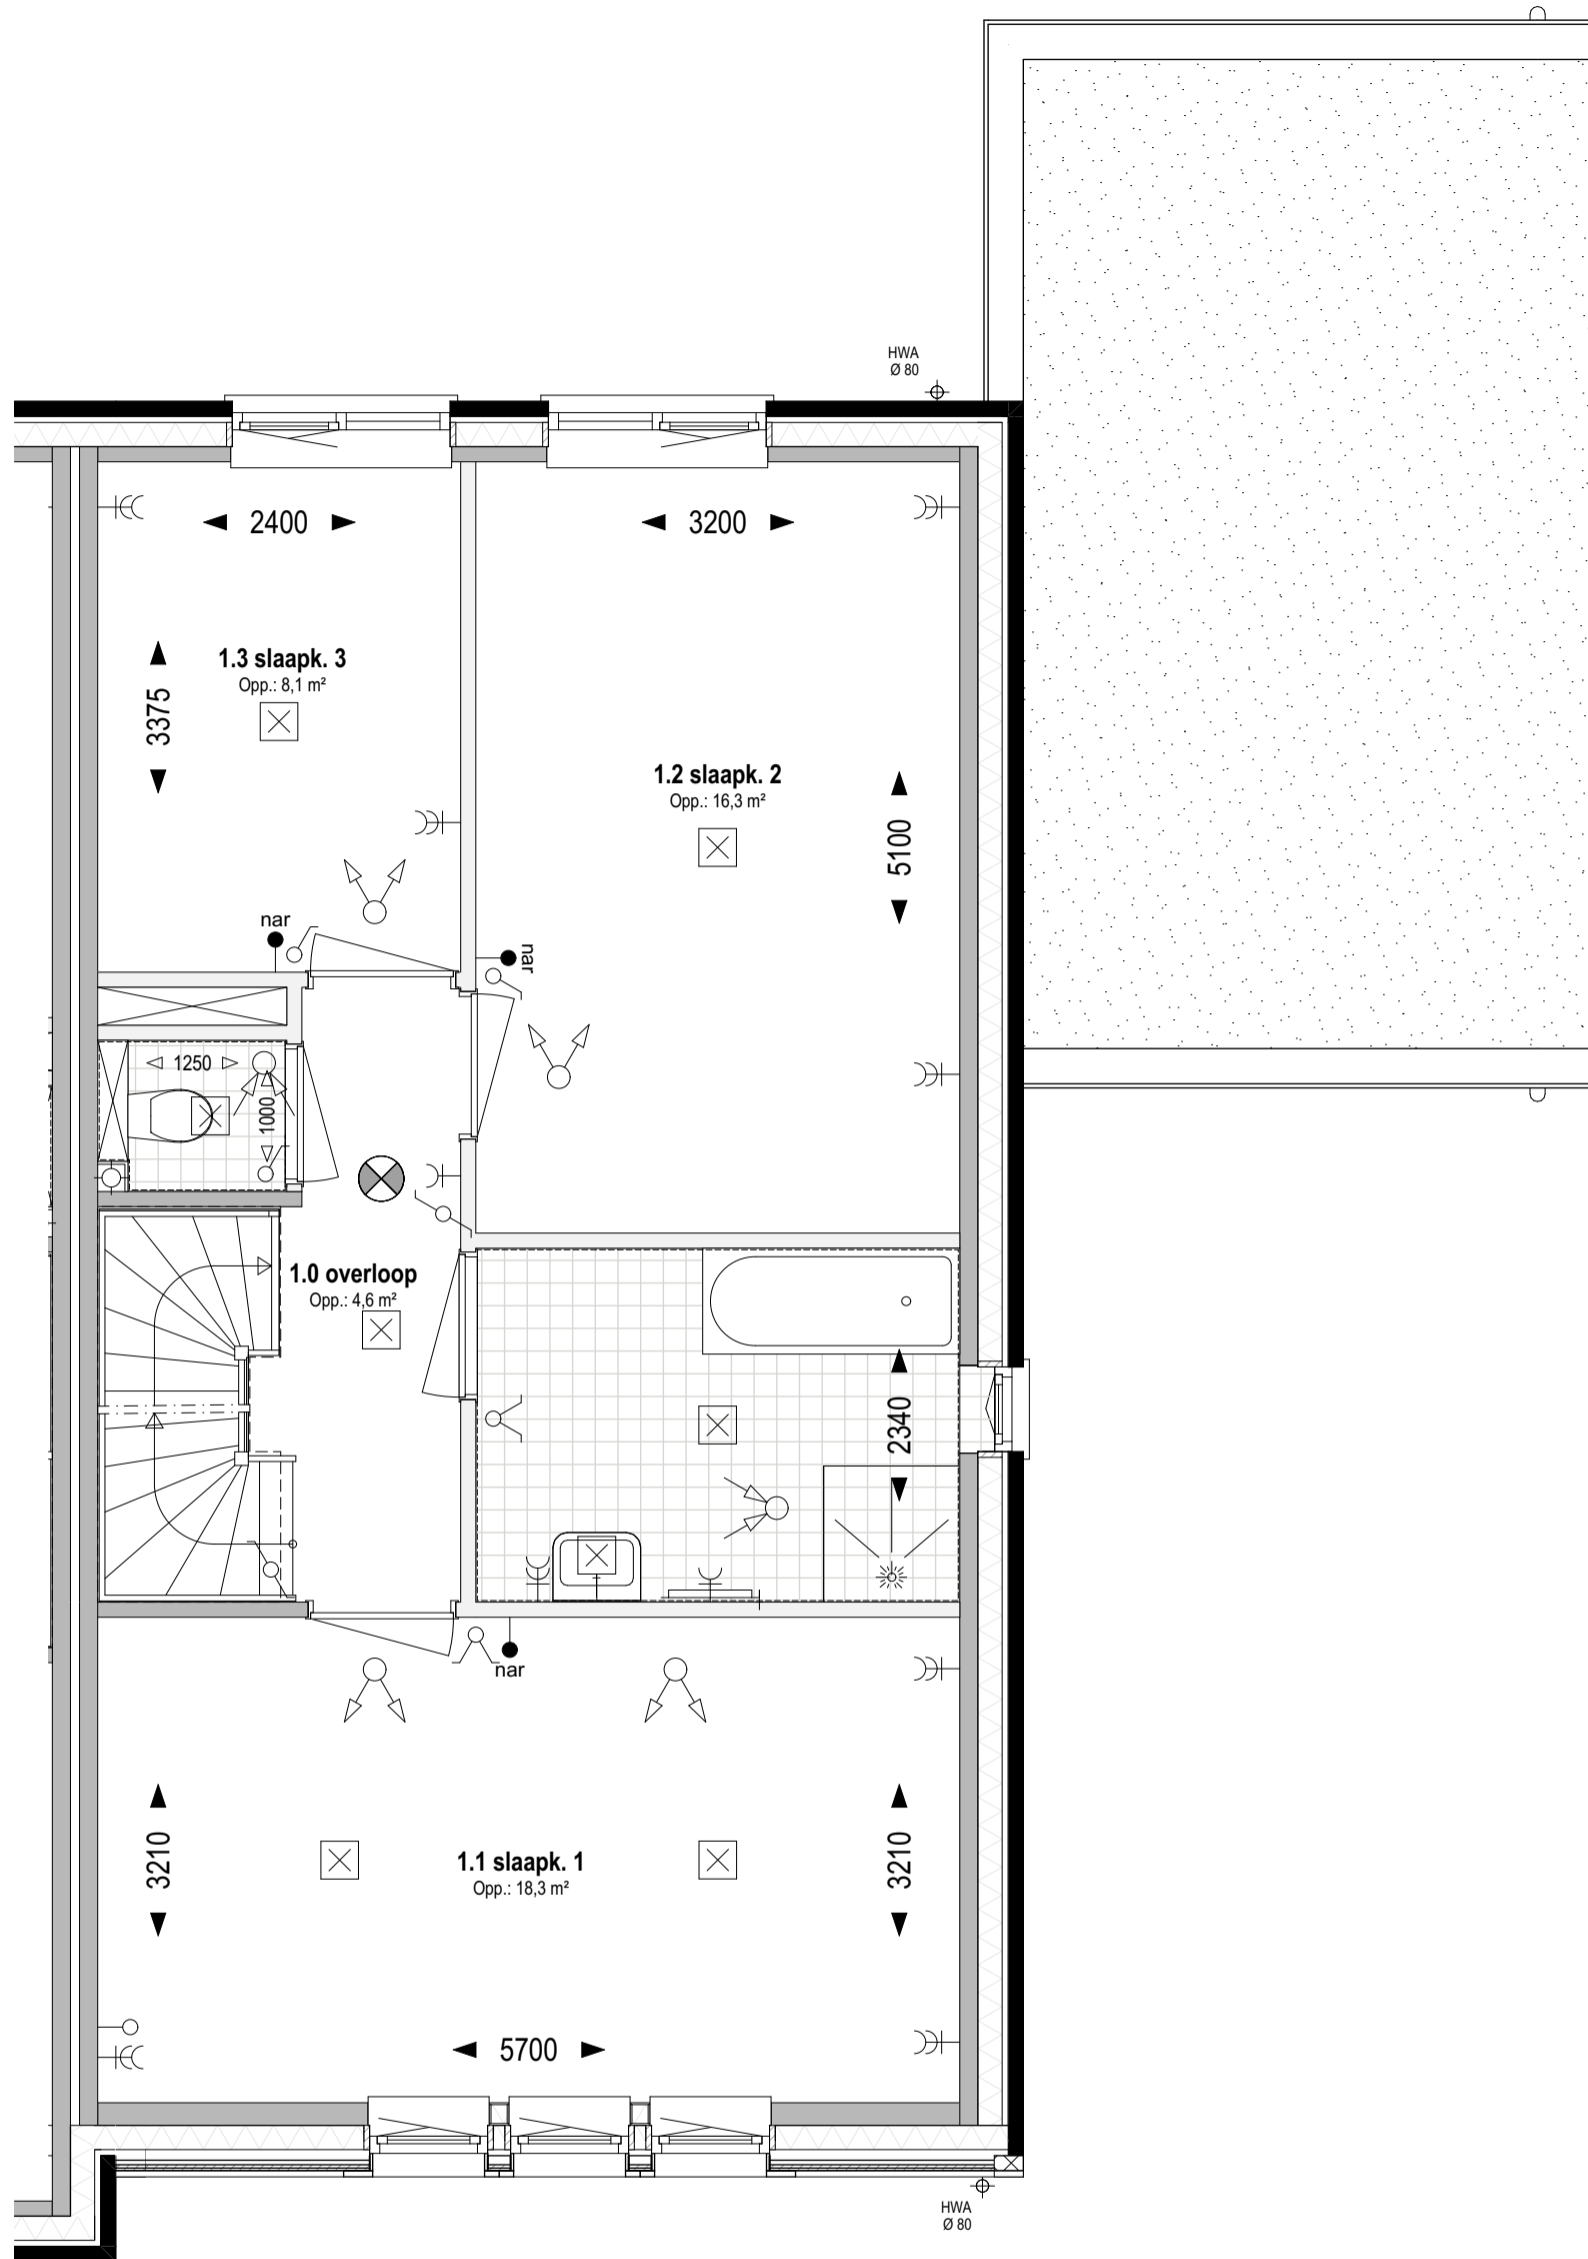 HWA
Ø 80
2400
3200
1.3 slaapk. 3
Opp.: 8,1 m²
3375
1.2 slaapk. 2
Opp.: 16,3 m²
5100
nar
nar
1250
1000
1.0 overloop
Opp.: 4,6 m²
2340
nar
3210
1.1 slaapk. 1
Opp.: 18,3 m²
3210
5700
HWA
Ø 80